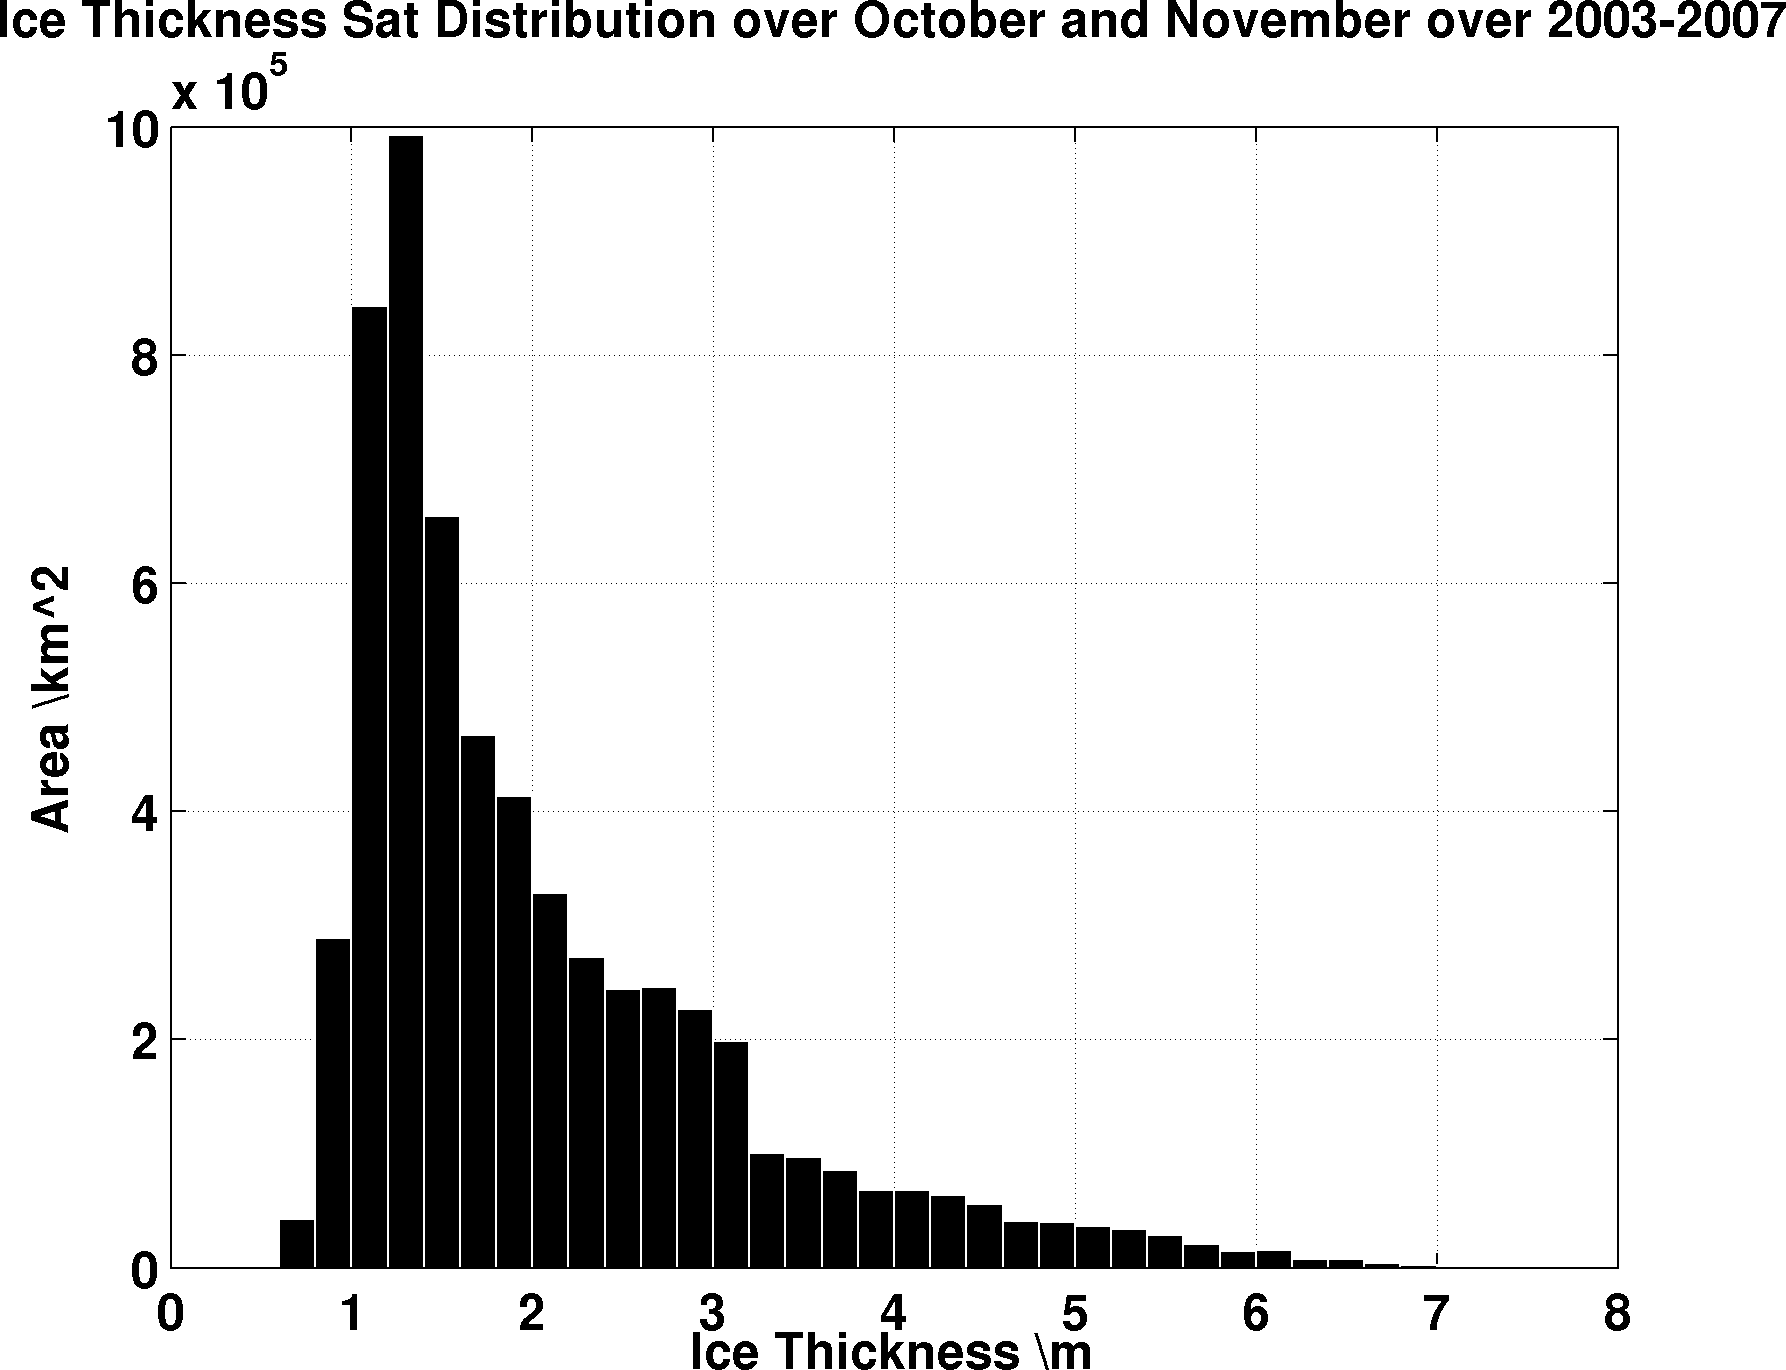 Ice Thickness Sat Distribution over October and November over 2003-2007
x 10^5
10
8
6
4
2
0
Area \km^2
0 1 2 3 4 5 6 7 8
Ice Thickness \m